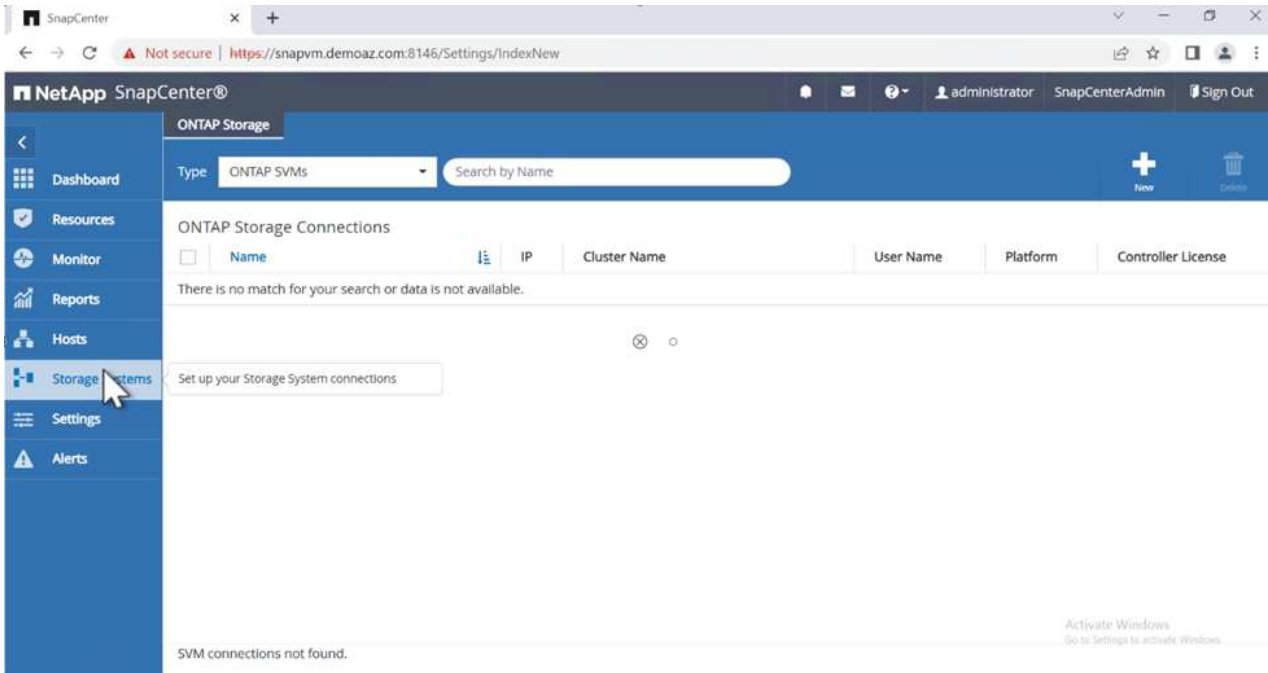 SnapCenter
Not secure | https://snapvm.demoaz.com:8146/Settings/IndexNew
NetApp SnapCenter®
administrator SnapCenterAdmin Sign Out
ONTAP Storage
Type ONTAP SVMs Search by Name
New Delete
Dashboard
Resources
Monitor
Reports
Hosts
Storage Systems
Settings
Alerts
ONTAP Storage Connections
Name IP Cluster Name User Name Platform Controller License
There is no match for your search or data is not available.
Set up your Storage System connections
Activate Windows
Go to Settings to activate Windows.
SVM connections not found.